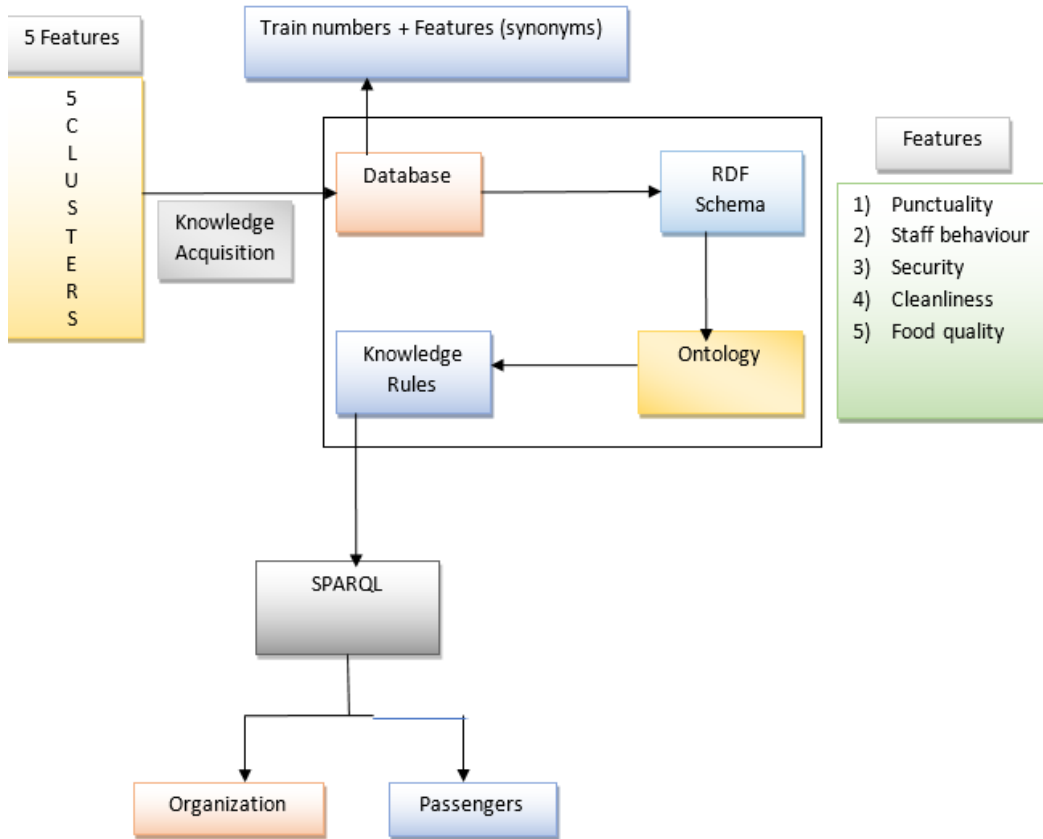 5 Features
5
C
L
U
S
T
E
R
S
Train numbers + Features (synonyms)
Knowledge
Acquisition
Database
RDF
Schema
Knowledge
Rules
Ontology
Features
1) Punctuality
2) Staff behaviour
3) Security
4) Cleanliness
5) Food quality
SPARQL
Organization
Passengers